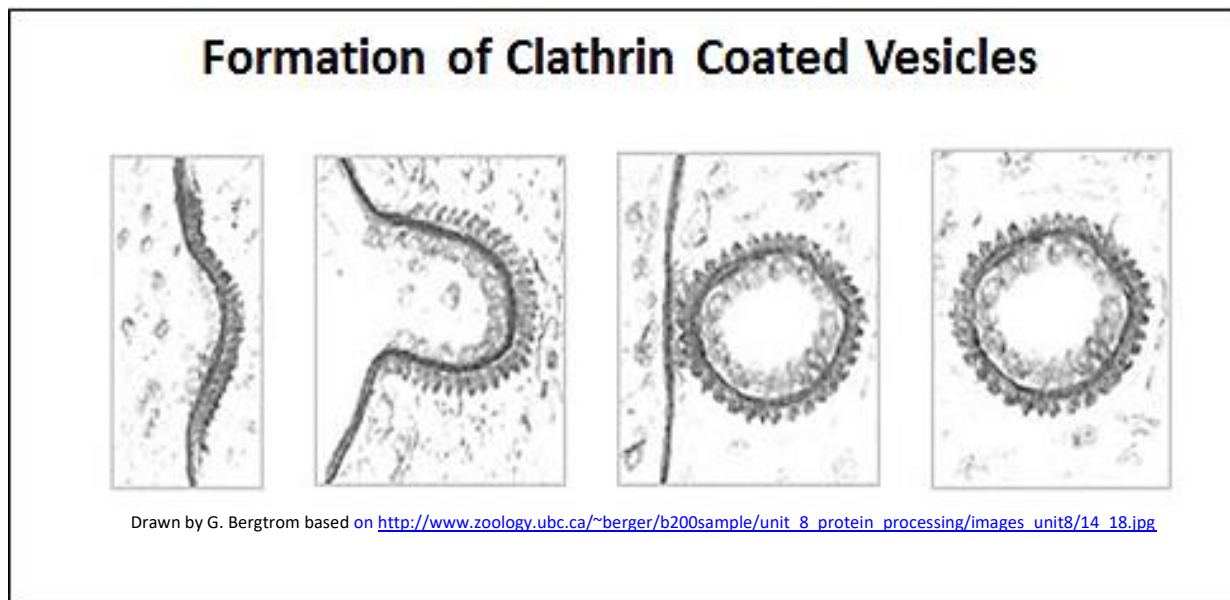 Formation of Clathrin Coated Vesicles
Drawn by G. Bergtrom based on http://www.zoology.ubc.ca/~berger/b200sample/unit_8_protein_processing/images_unit8/14_18.jpg